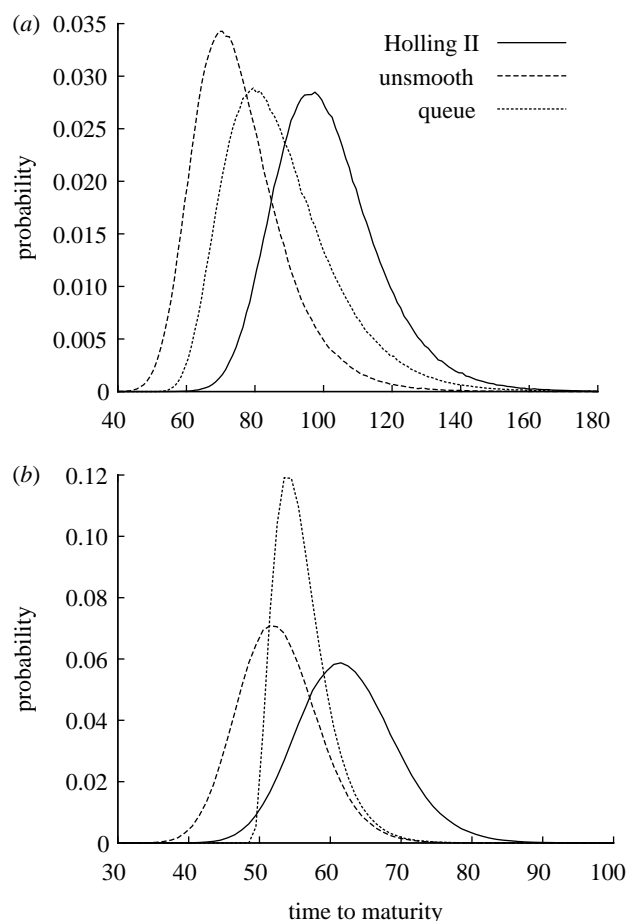 (a)
0.035
0.030
0.025
0.020
0.015
0.010
0.005
0
probability
Holling II
unsmooth
queue
40 60 80 100 120 140 160 180
(b)
0.12
0.10
0.08
0.06
0.04
0.02
0
probability
30 40 50 60 70 80 90 100
time to maturity